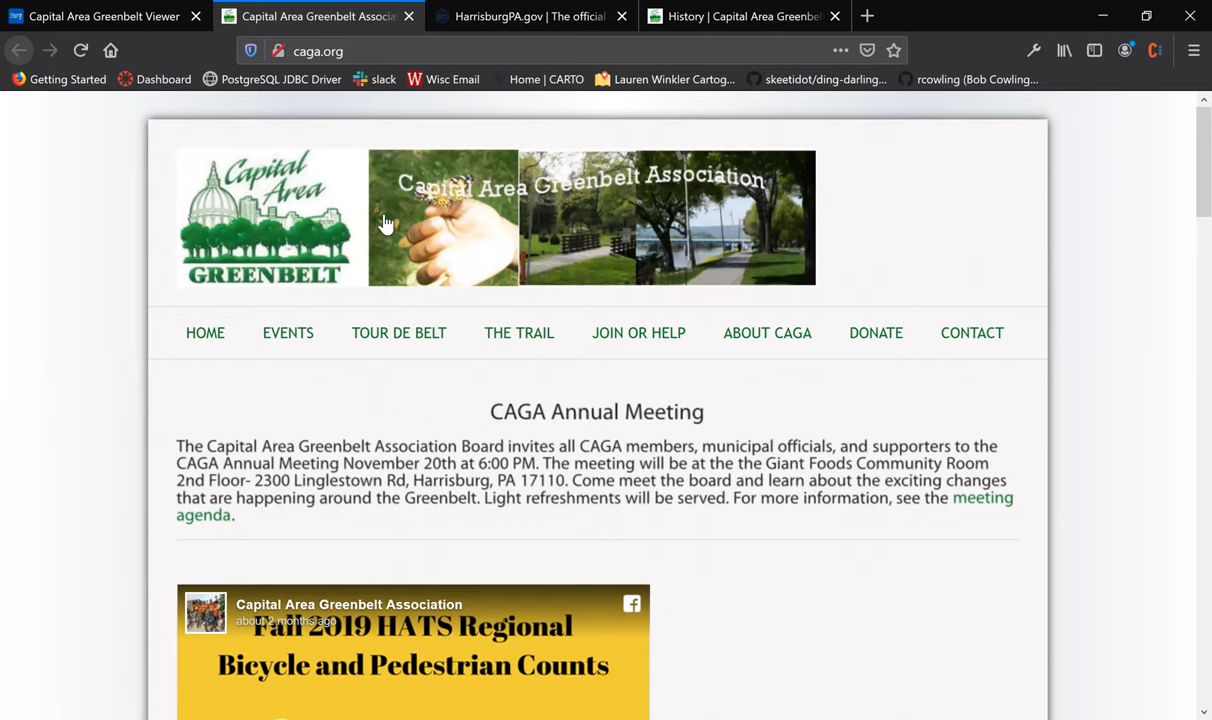 Capital Area Greenbelt Viewer
Capital Area Greenbelt Associa
HarrisburgPA.gov | The official
History | Capital Area Greenbel
caga.org
Getting Started
Dashboard
PostgreSQL JDBC Driver
slack
Wisc Email
Home | CARTO
Lauren Winkler Cartog...
skeetidot/ding-darling...
rcowling (Bob Cowling...
Capital Area
GREENBELT
Capital Area Greenbelt Association
HOME
EVENTS
TOUR DE BELT
THE TRAIL
JOIN OR HELP
ABOUT CAGA
DONATE
CONTACT
CAGA Annual Meeting
The Capital Area Greenbelt Association Board invites all CAGA members, municipal officials, and supporters to the
CAGA Annual Meeting November 20th at 6:00 PM. The meeting will be at the the Giant Foods Community Room
2nd Floor- 2300 Linglestown Rd, Harrisburg, PA 17110. Come meet the board and learn about the exciting changes
that are happening around the Greenbelt. Light refreshments will be served. For more information, see the meeting
agenda.
Capital Area Greenbelt Association
about 2 months ago
Fall 2019 HATS Regional
Bicycle and Pedestrian Counts